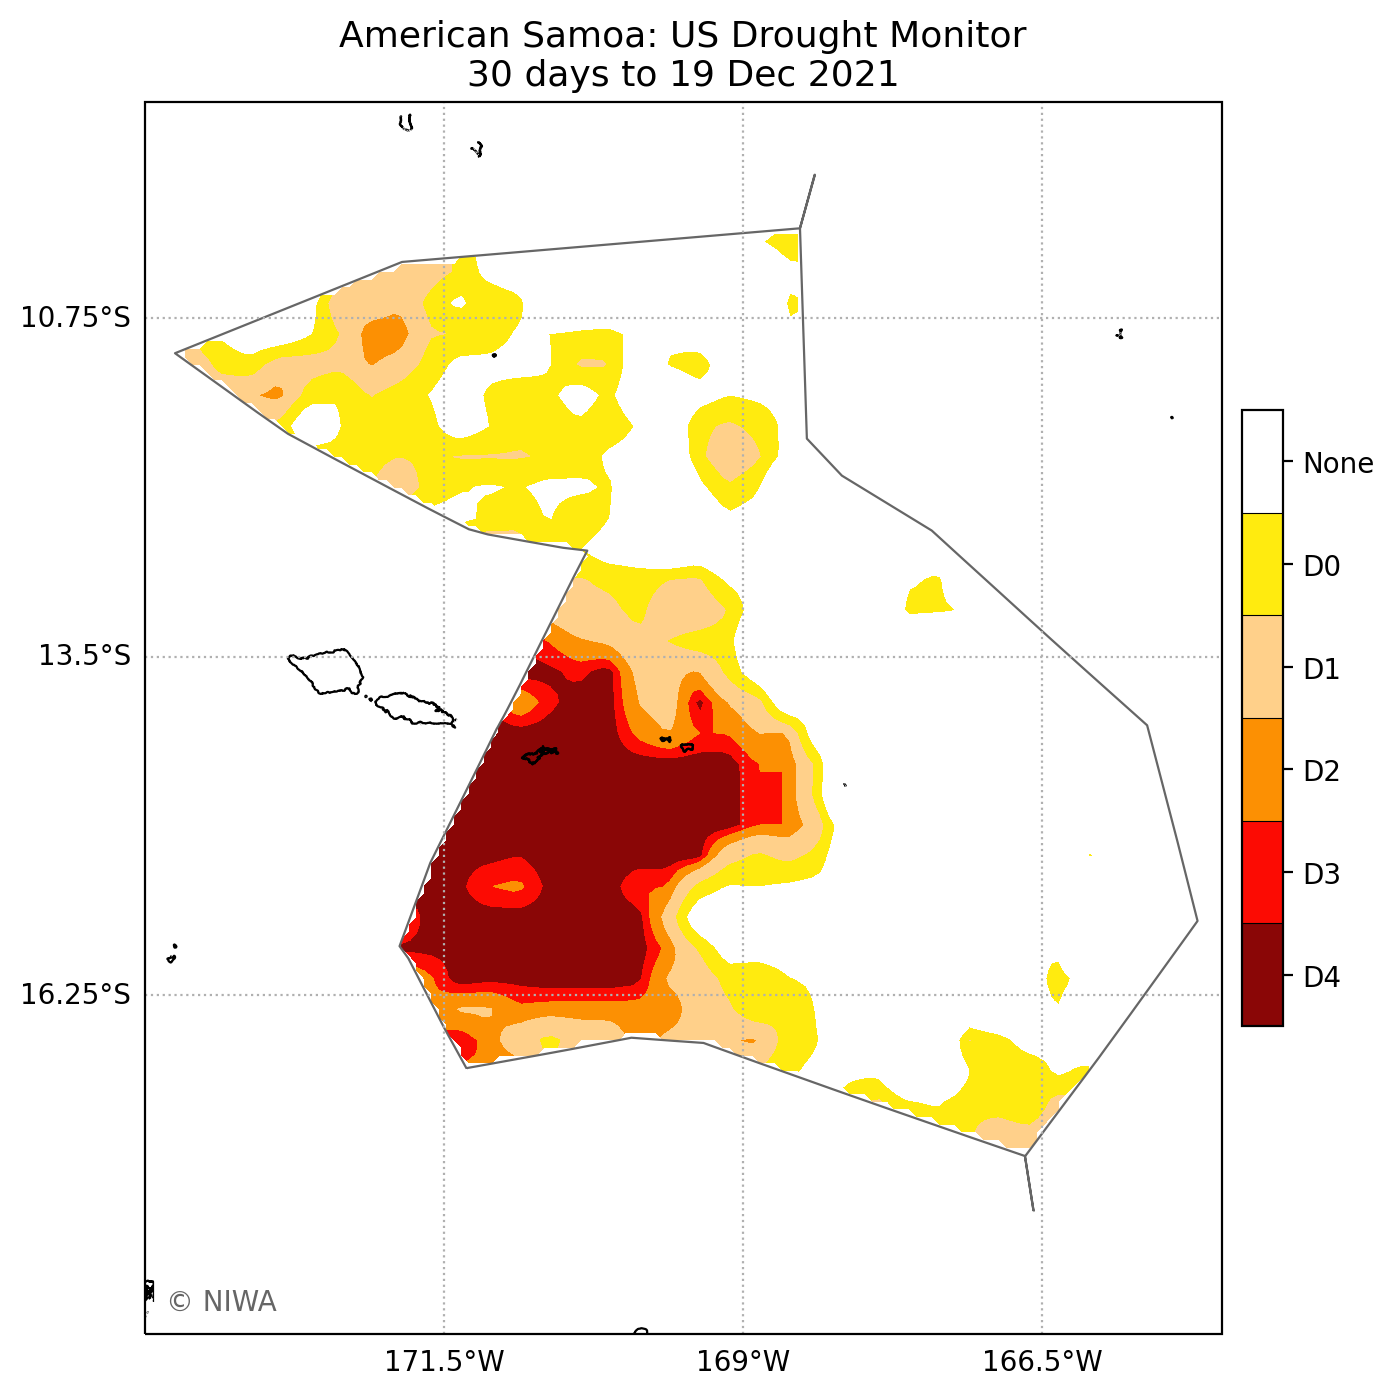 American Samoa: US Drought Monitor
30 days to 19 Dec 2021
10.75°S
13.5°S
16.25°S
171.5°W
169°W
166.5°W
None
D0
D1
D2
D3
D4
© NIWA